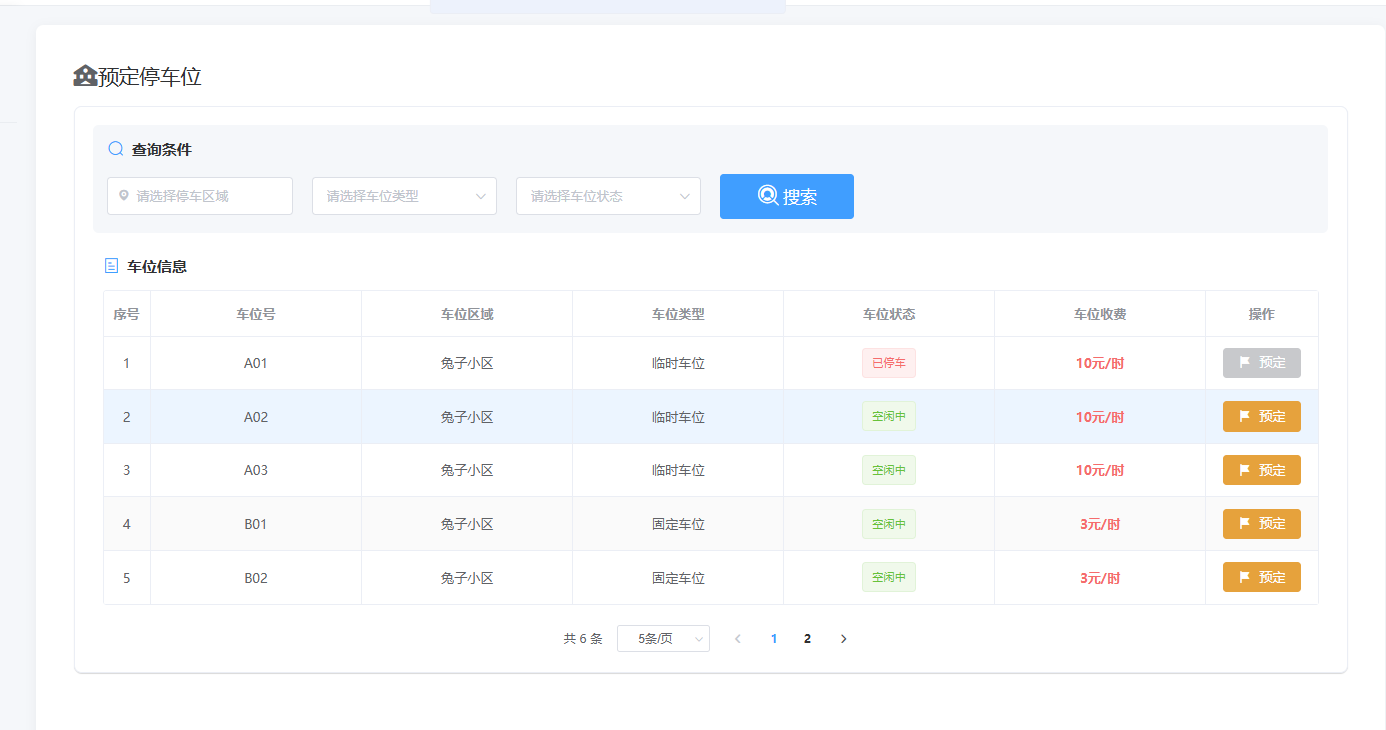 预定停车位
查询条件
请选择停车区域 请选择车位类型 请选择车位状态 搜索
车位信息
序号 车位号 车位区域 车位类型 车位状态 车位收费 操作
1 A01 兔子小区 临时车位 已停车 10元/时 预定
2 A02 兔子小区 临时车位 空闲中 10元/时 预定
3 A03 兔子小区 临时车位 空闲中 10元/时 预定
4 B01 兔子小区 固定车位 空闲中 3元/时 预定
5 B02 兔子小区 固定车位 空闲中 3元/时 预定
共 6 条 5条/页 1 2